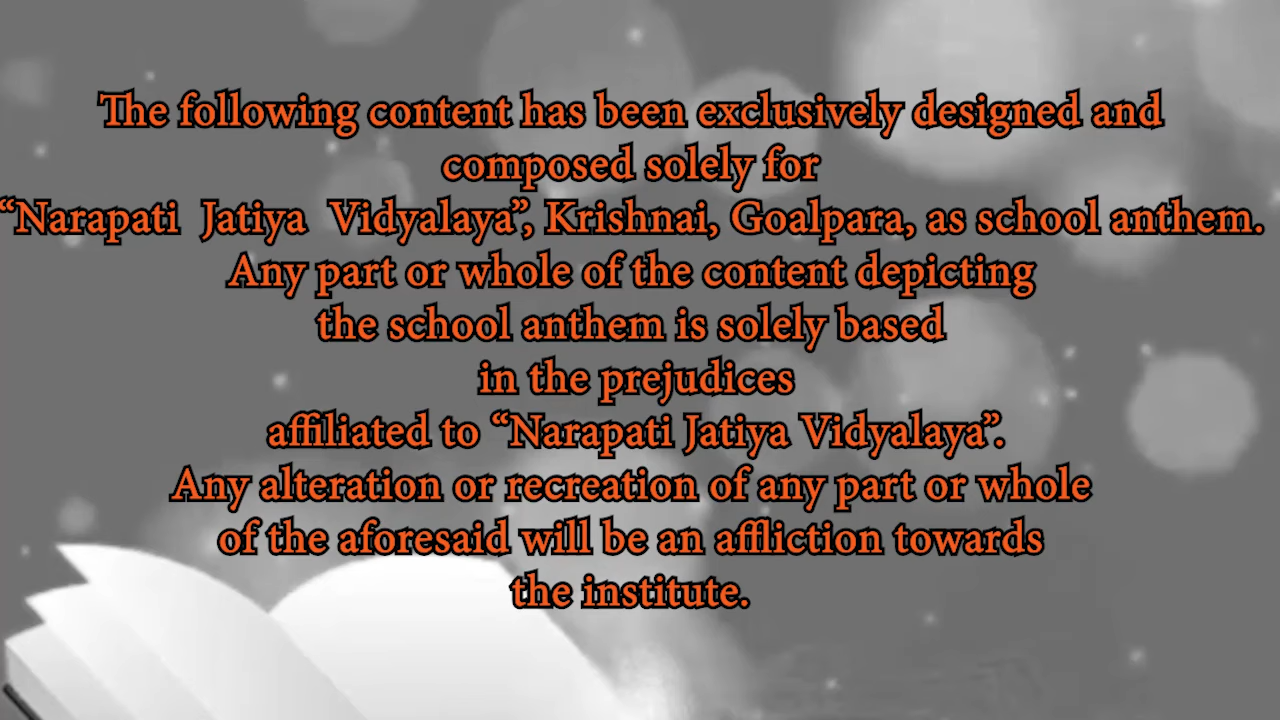 The following content has been exclusively designed and
composed solely for
“Narapati Jatiya Vidyalaya”, Krishnai, Goalpara, as school anthem.
Any part or whole of the content depicting
the school anthem is solely based
in the prejudices
affiliated to “Narapati Jatiya Vidyalaya”.
Any alteration or recreation of any part or whole
of the aforesaid will be an affliction towards
the institute.